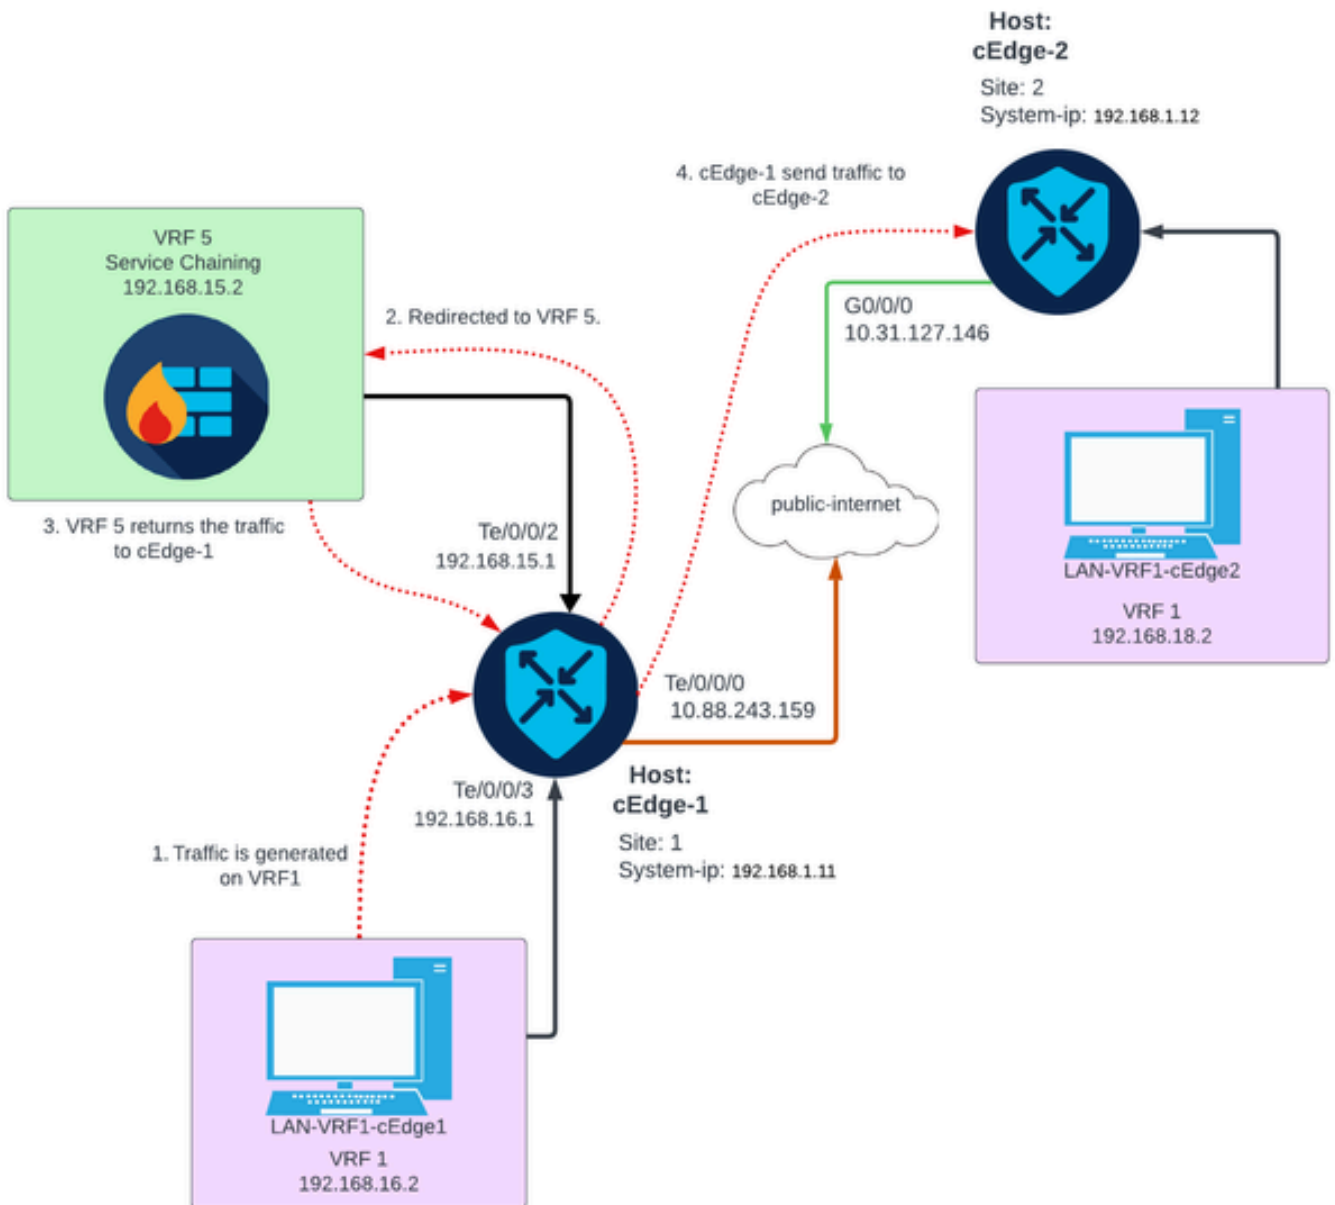 Host:
cEdge-2
Site: 2
System-ip: 192.168.1.12
4. cEdge-1 send traffic to
cEdge-2
VRF 5
Service Chaining
192.168.15.2
2. Redirected to VRF 5.
G0/0/0
10.31.127.146
public-internet
3. VRF 5 returns the traffic
to cEdge-1
Te/0/0/2
192.168.15.1
LAN-VRF1-cEdge2
VRF 1
192.168.18.2
Te/0/0/0
10.88.243.159
Te/0/0/3
192.168.16.1
Host:
cEdge-1
Site: 1
System-ip: 192.168.1.11
1. Traffic is generated
on VRF1
LAN-VRF1-cEdge1
VRF 1
192.168.16.2